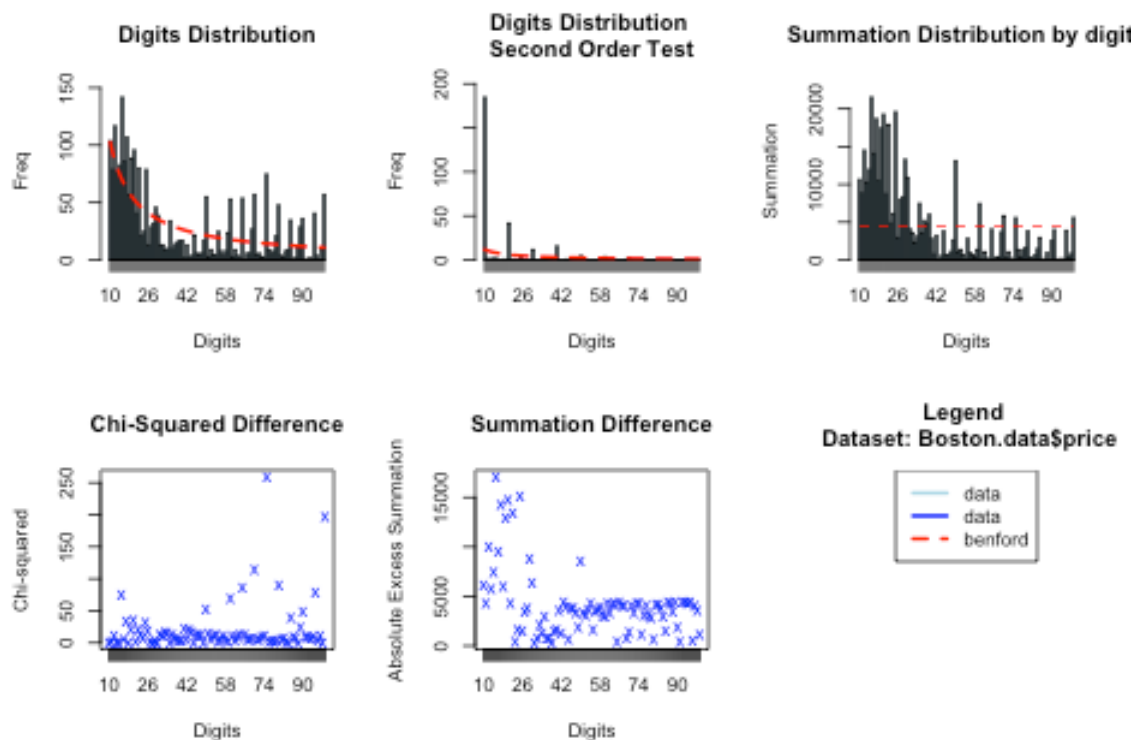 Digits Distribution
Freq
150
100
50
0
10 26 42 58 74 90
Digits
Digits Distribution
Second Order Test
Freq
200
150
100
50
0
10 26 42 58 74 90
Digits
Summation Distribution by digit
Summation
20000
10000
0
10 26 42 58 74 90
Digits
Chi-Squared Difference
Chi-squared
250
150
50
0
10 26 42 58 74 90
Digits
Summation Difference
Absolute Excess Summation
15000
5000
0
10 26 42 58 74 90
Digits
Legend
Dataset: Boston.data$price
data
data
benford